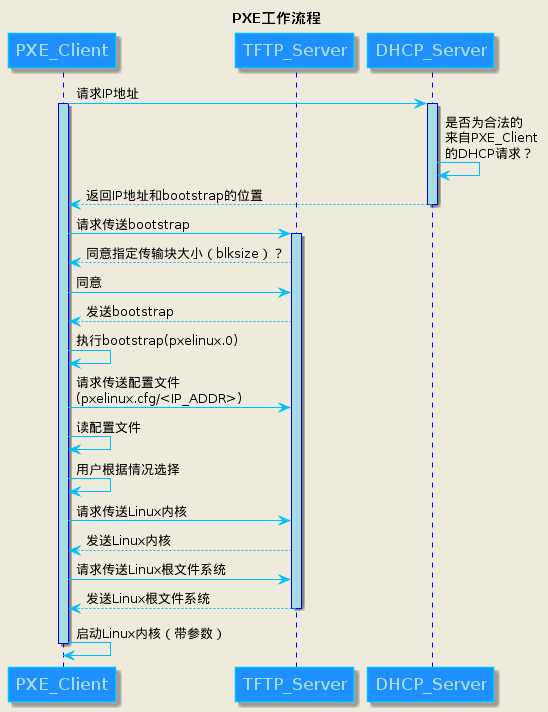 PXE工作流程
PXE_Client
TFTP_Server
DHCP_Server
请求IP地址
是否为合法的
来自PXE_Client
的DHCP请求？
返回IP地址和bootstrap的位置
请求传送bootstrap
同意指定传输块大小（blksize）？
同意
发送bootstrap
执行bootstrap(pxelinux.0)
请求传送配置文件
(pxelinux.cfg/<IP_ADDR>)
读配置文件
用户根据情况选择
请求传送Linux内核
发送Linux内核
请求传送Linux根文件系统
发送Linux根文件系统
启动Linux内核（带参数）
PXE_Client
TFTP_Server
DHCP_Server